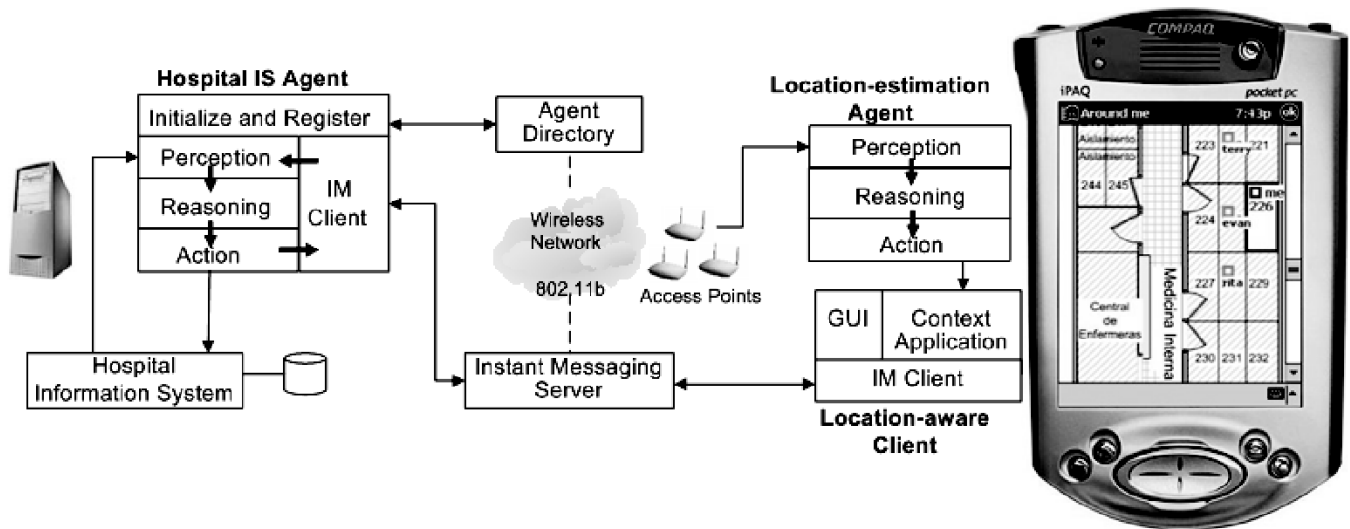 Hospital IS Agent
Initialize and Register
Perception
Reasoning
Action
IM
Client
Hospital
Information System
Agent
Directory
Wireless
Network
802.11b
Access Points
Instant Messaging
Server
Location-estimation
Agent
Perception
Reasoning
Action
GUI
Context
Application
IM Client
Location-aware
Client
COMPAQ
iPAQ pocket pc
Around me 7:43p ok
Aislamiento
Aislamiento
244 245
223 terry 221
me
226
224 evan
227 rita 229
230 231 232
Central
de
Enfermeras
Medicina Interna